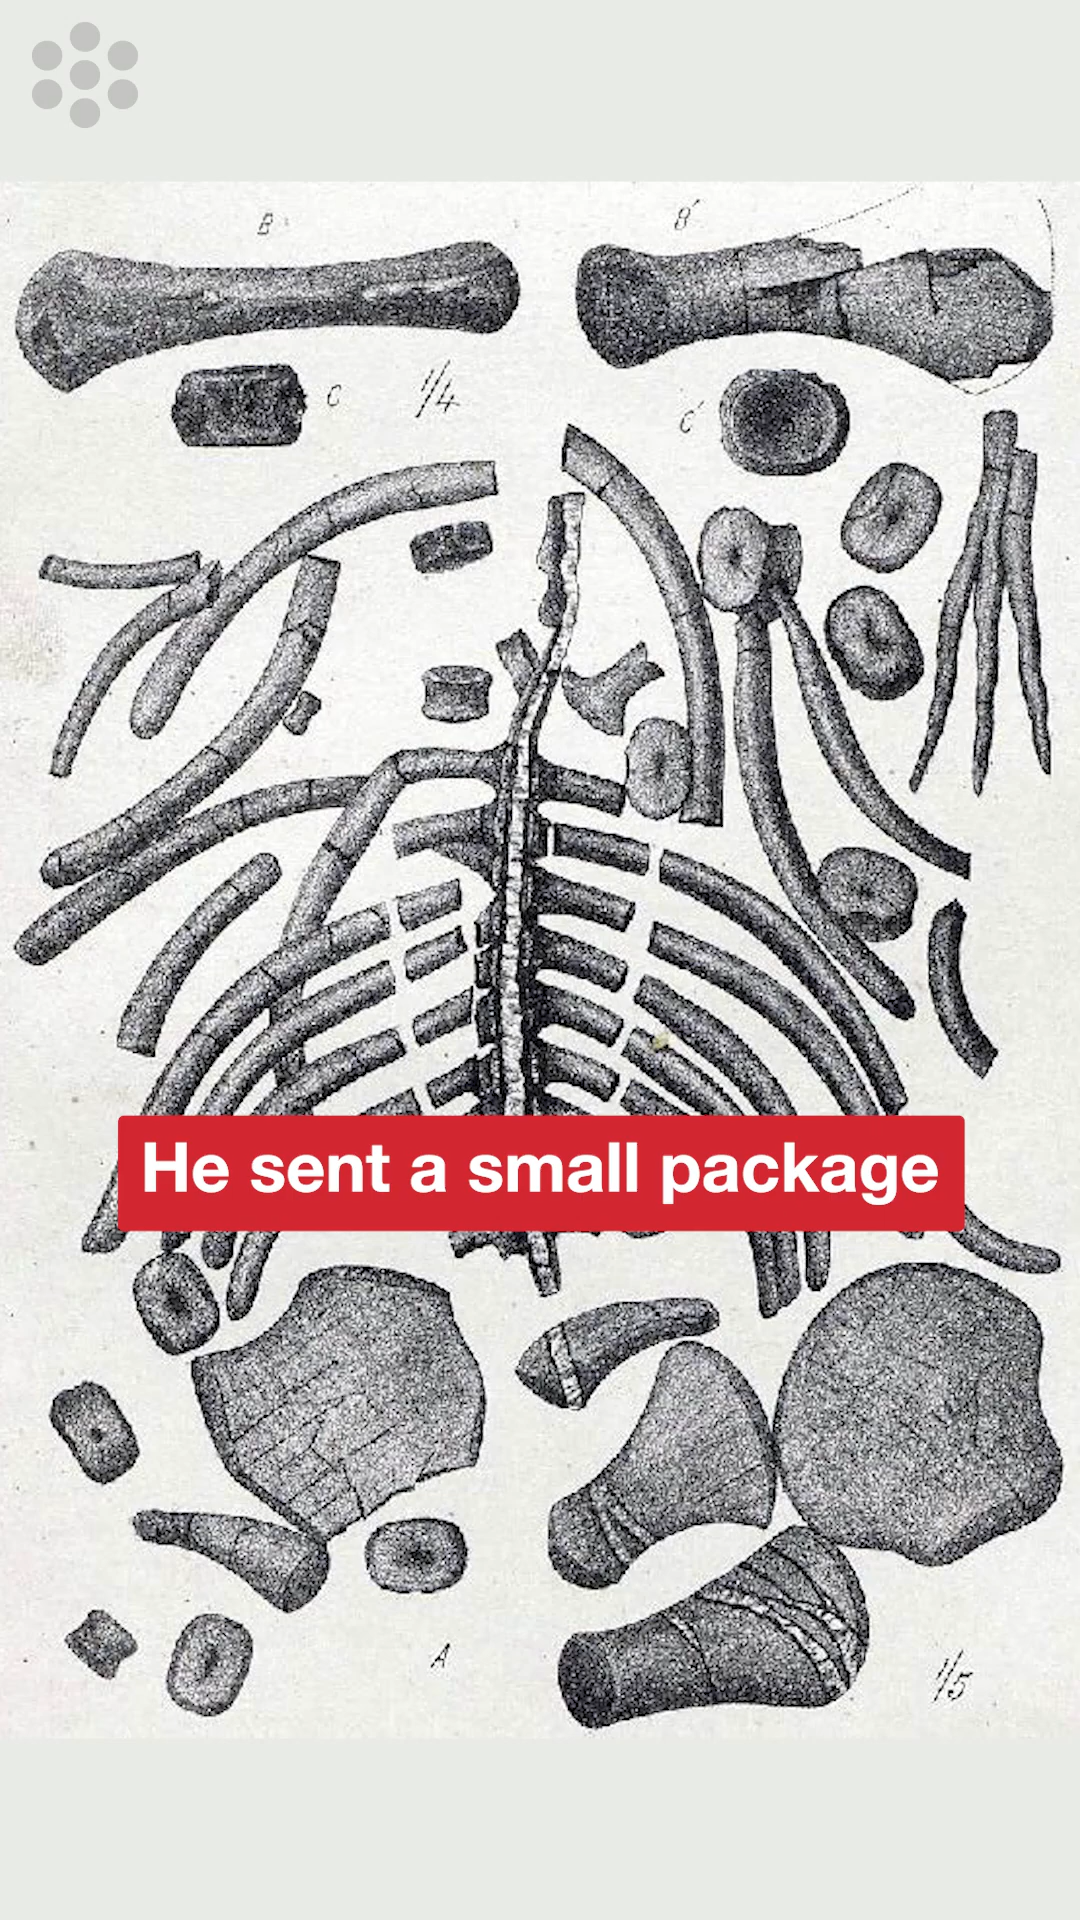 B
B′
C
1/4
C′
He sent a small package
A
1/5